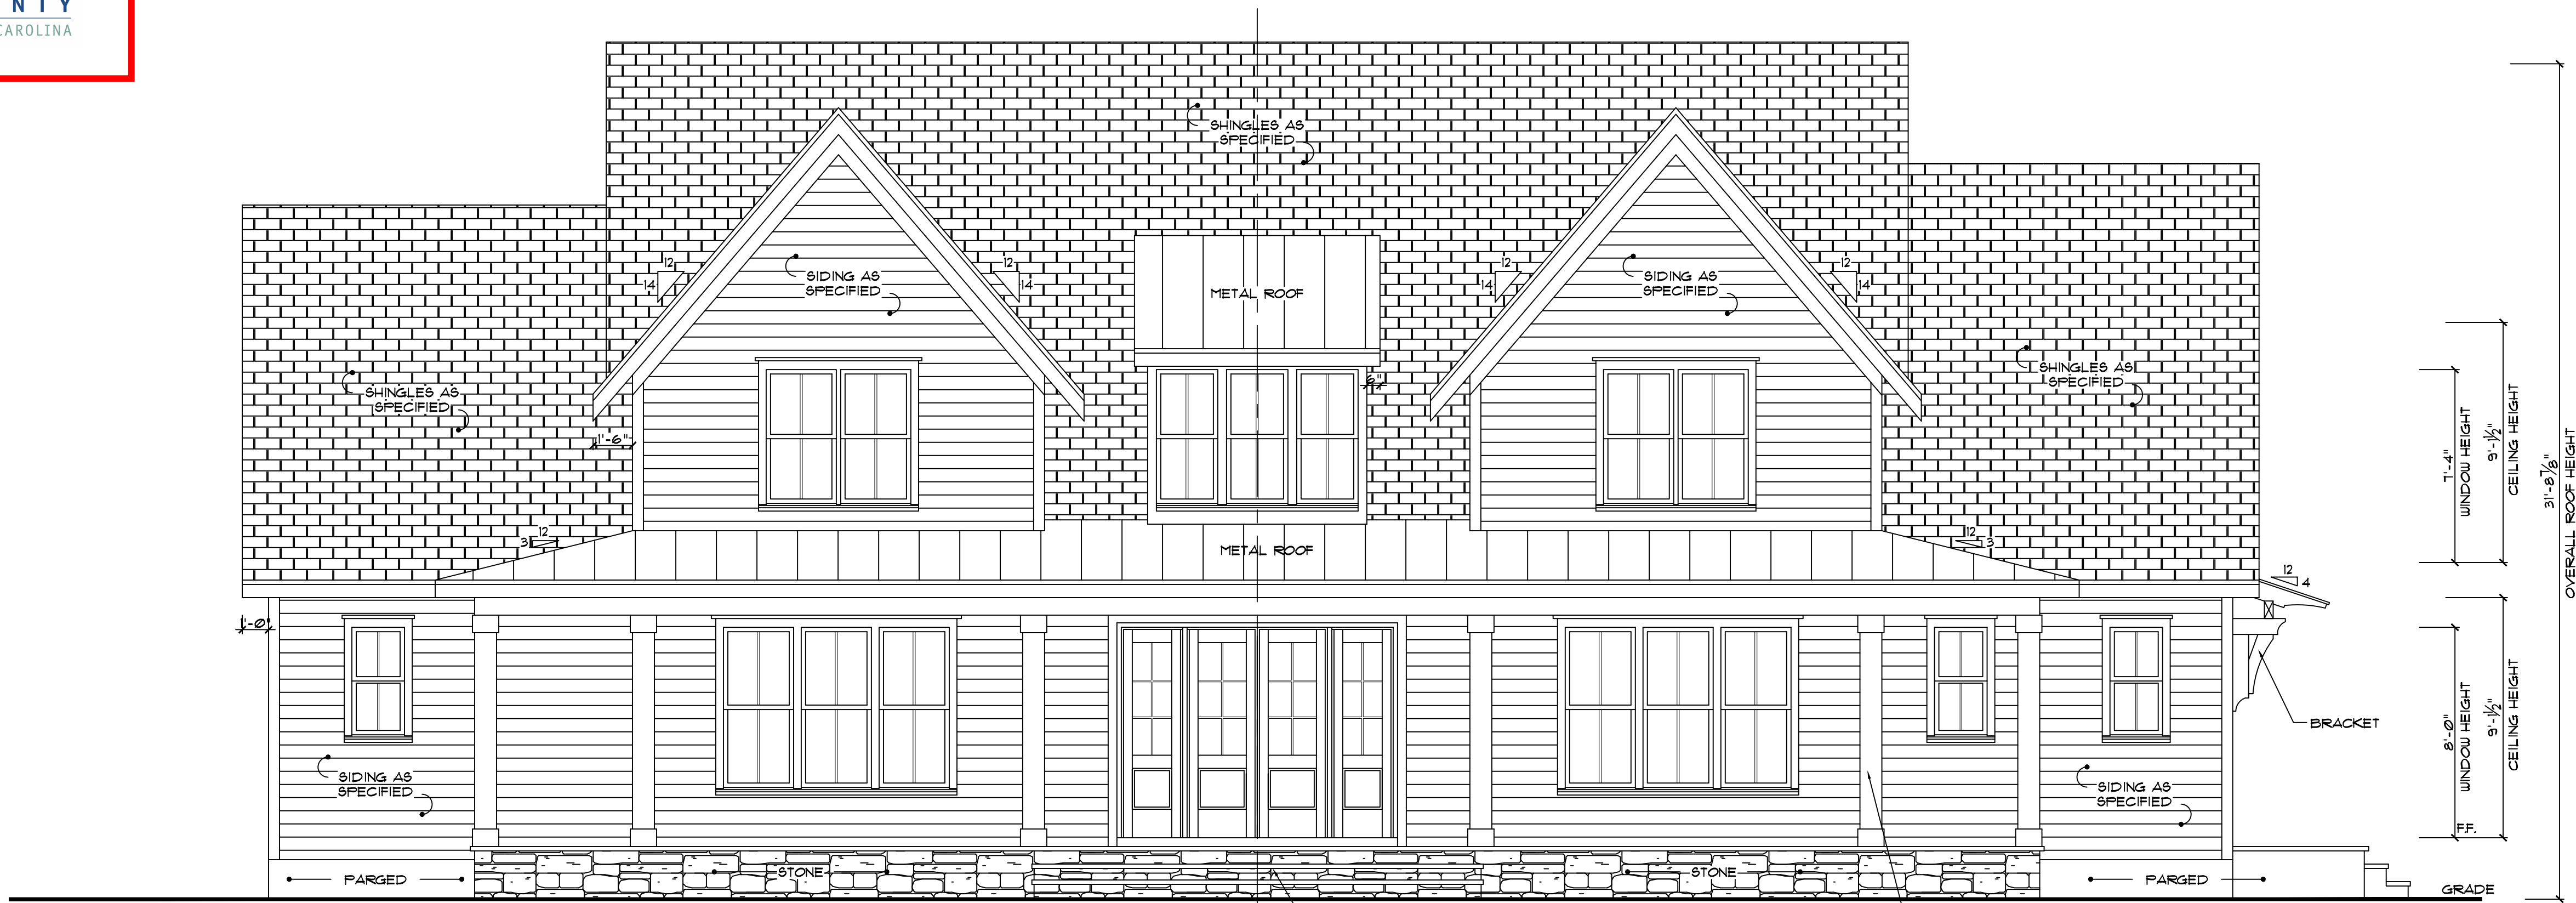 NTY
CAROLINA
SHINGLES AS
SPECIFIED
12
14
SIDING AS
SPECIFIED
12
14
METAL ROOF
12
14
SIDING AS
SPECIFIED
12
14
SHINGLES AS
SPECIFIED
6"
SHINGLES AS
SPECIFIED
1'-6"
12
3
METAL ROOF
12
3
12
4
1'-0"
BRACKET
SIDING AS
SPECIFIED
SIDING AS
SPECIFIED
PARGED
STONE
STONE
PARGED
7'-4"
WINDOW HEIGHT
9'-1½"
CEILING HEIGHT
8'-0"
WINDOW HEIGHT
9'-1½"
CEILING HEIGHT
31'-8⅞"
OVERALL ROOF HEIGHT
F.F.
GRADE